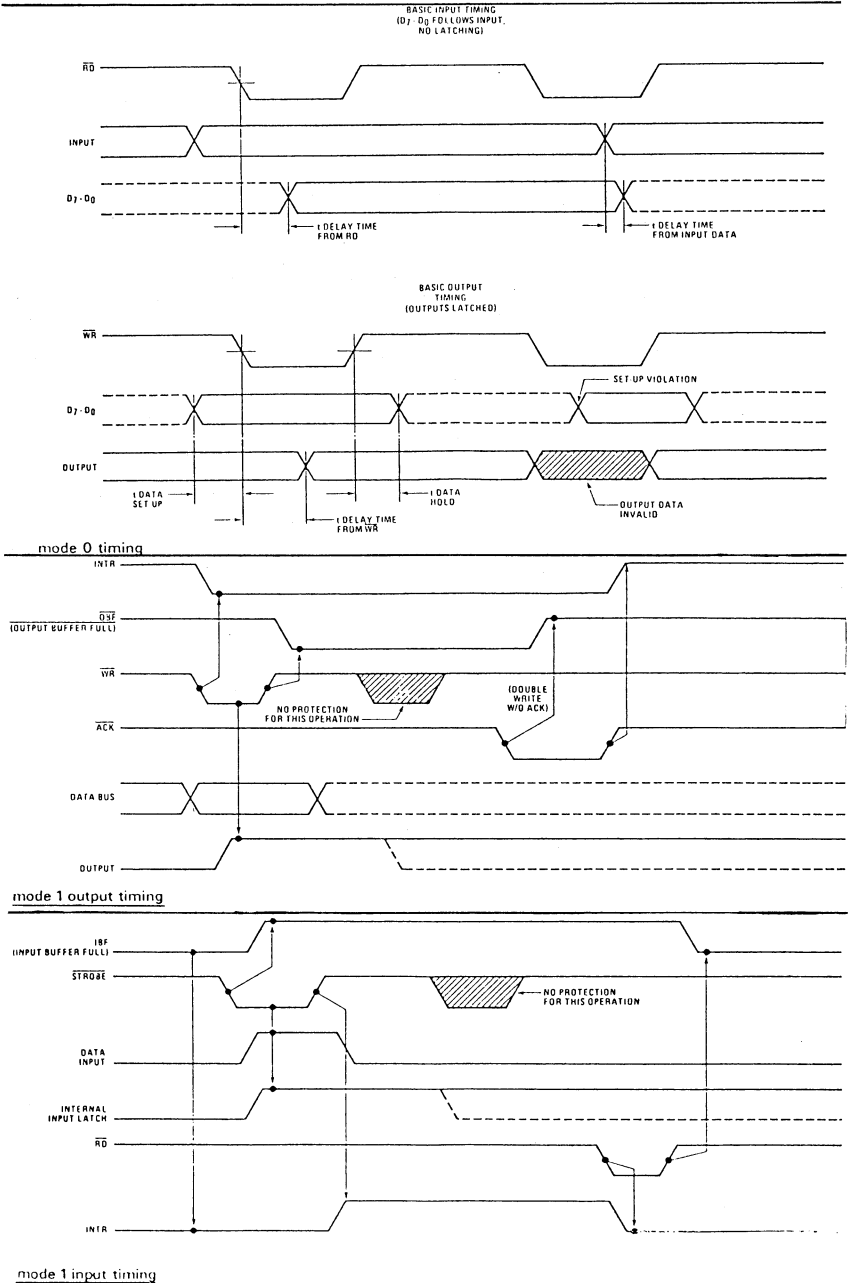 BASIC INPUT TIMING
(D7 - D0 FOLLOWS INPUT,
NO LATCHING)
RD
INPUT
D7 - D0
t DELAY TIME
FROM RD
t DELAY TIME
FROM INPUT DATA
BASIC OUTPUT
TIMING
(OUTPUTS LATCHED)
WR
SET-UP VIOLATION
D7 - D0
OUTPUT
t DATA
SET UP
t DATA
HOLD
OUTPUT DATA
INVALID
t DELAY TIME
FROM WR
mode 0 timing
INTR
OBF
(OUTPUT BUFFER FULL)
WR
(DOUBLE
WRITE
W/O ACK)
NO PROTECTION
FOR THIS OPERATION
ACK
DATA BUS
OUTPUT
mode 1 output timing
IBF
(INPUT BUFFER FULL)
STROBE
NO PROTECTION
FOR THIS OPERATION
DATA
INPUT
INTERNAL
INPUT LATCH
RD
INTR
mode 1 input timing